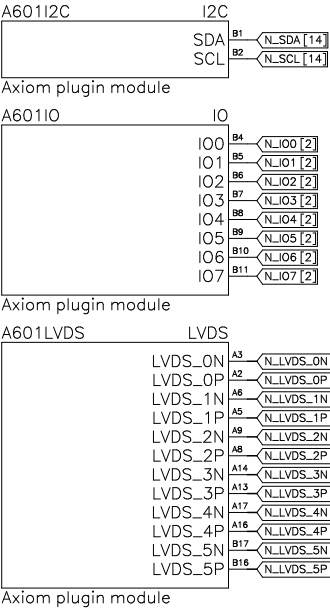 A601I2C I2C
SDA B1 N_SDA [14]
SCL B2 N_SCL [14]
Axiom plugin module
A601IO IO
IO0 B4 N_IO0 [2]
IO1 B5 N_IO1 [2]
IO2 B6 N_IO2 [2]
IO3 B7 N_IO3 [2]
IO4 B8 N_IO4 [2]
IO5 B9 N_IO5 [2]
IO6 B10 N_IO6 [2]
IO7 B11 N_IO7 [2]
Axiom plugin module
A601LVDS LVDS
LVDS_0N A3 N_LVDS_0N
LVDS_0P A2 N_LVDS_0P
LVDS_1N A6 N_LVDS_1N
LVDS_1P A5 N_LVDS_1P
LVDS_2N A9 N_LVDS_2N
LVDS_2P A8 N_LVDS_2P
LVDS_3N A14 N_LVDS_3N
LVDS_3P A13 N_LVDS_3P
LVDS_4N A17 N_LVDS_4N
LVDS_4P A16 N_LVDS_4P
LVDS_5N B17 N_LVDS_5N
LVDS_5P B16 N_LVDS_5P
Axiom plugin module